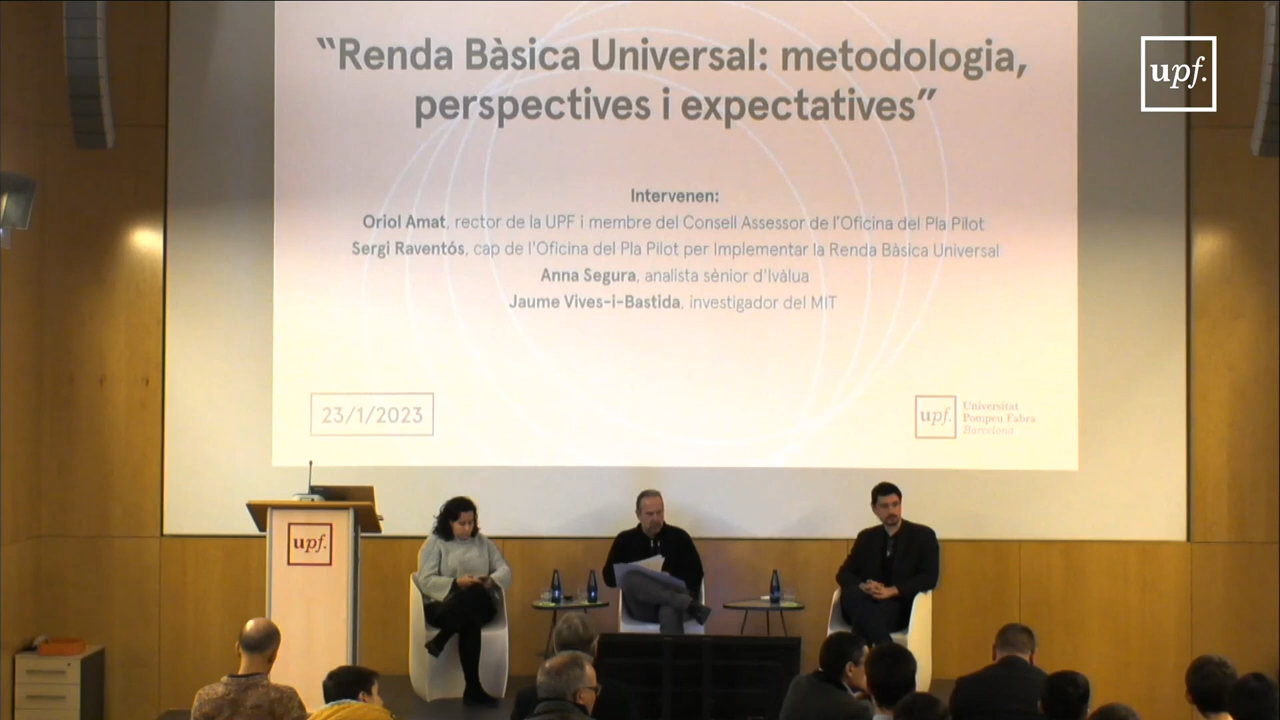 "Renda Bàsica Universal: metodologia,
perspectives i expectatives"
upf.
Intervenen:
Oriol Amat, rector de la UPF i membre del Consell Assessor de l'Oficina del Pla Pilot
Sergi Raventós, cap de l'Oficina del Pla Pilot per Implementar la Renda Bàsica Universal
Anna Segura, analista sènior d'Ivàlua
Jaume Vives-i-Bastida, investigador del MIT
23/1/2023
upf.
Universitat
Pompeu Fabra
Barcelona
upf.